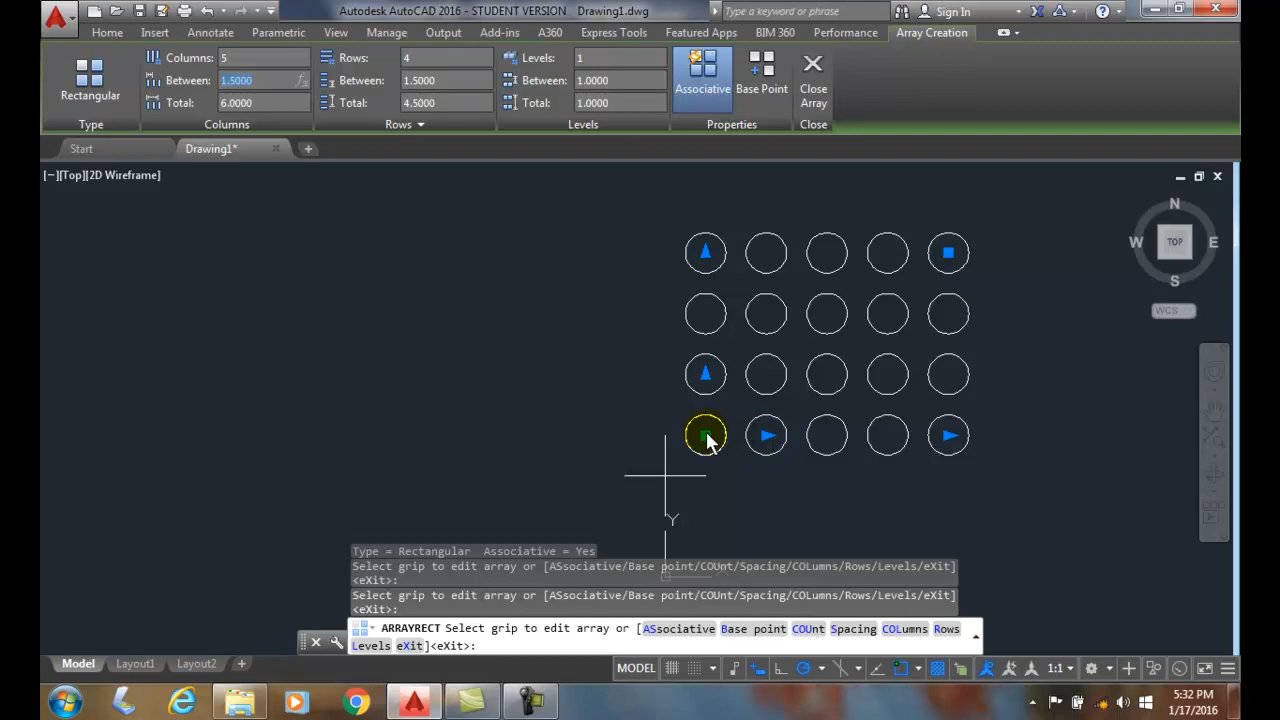 Autodesk AutoCAD 2016 - STUDENT VERSION Drawing1.dwg
Type a keyword or phrase
Sign In
Home Insert Annotate Parametric View Manage Output Add-ins A360 Express Tools Featured Apps BIM 360 Performance Array Creation
Columns: 5 Rows: 4 Levels: 1
Between: 1.5000 Between: 1.5000 Between: 1.0000
Total: 6.0000 Total: 4.5000 Total: 1.0000
Rectangular
Associative Base Point Close Array
Type Columns Rows Levels Properties Close
Start Drawing1*
[−][Top][2D Wireframe]
N
W TOP E
S
WCS
Y
Type = Rectangular Associative = Yes
Select grip to edit array or [ASsociative/Base point/COUnt/Spacing/COLumns/Rows/Levels/eXit]
<eXit>:
Select grip to edit array or [ASsociative/Base point/COUnt/Spacing/COLumns/Rows/Levels/eXit]
<eXit>:
ARRAYRECT Select grip to edit array or [ASsociative Base point COUnt Spacing COLumns Rows
Levels eXit]<eXit>:
Model Layout1 Layout2
MODEL 1:1
5:32 PM
1/17/2016